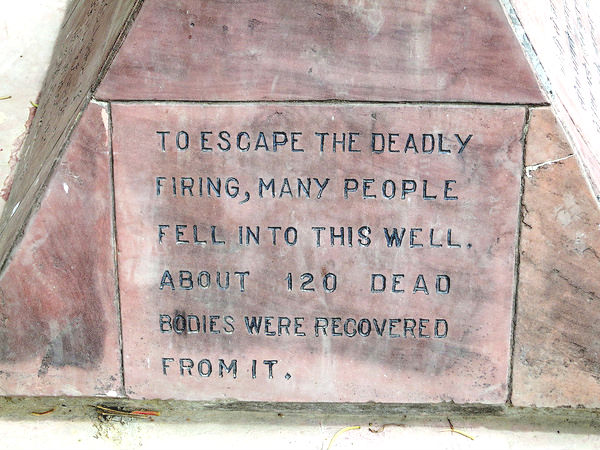 TO ESCAPE THE DEADLY
FIRING, MANY PEOPLE
FELL INTO THIS WELL.
ABOUT 120 DEAD
BODIES WERE RECOVERED
FROM IT.